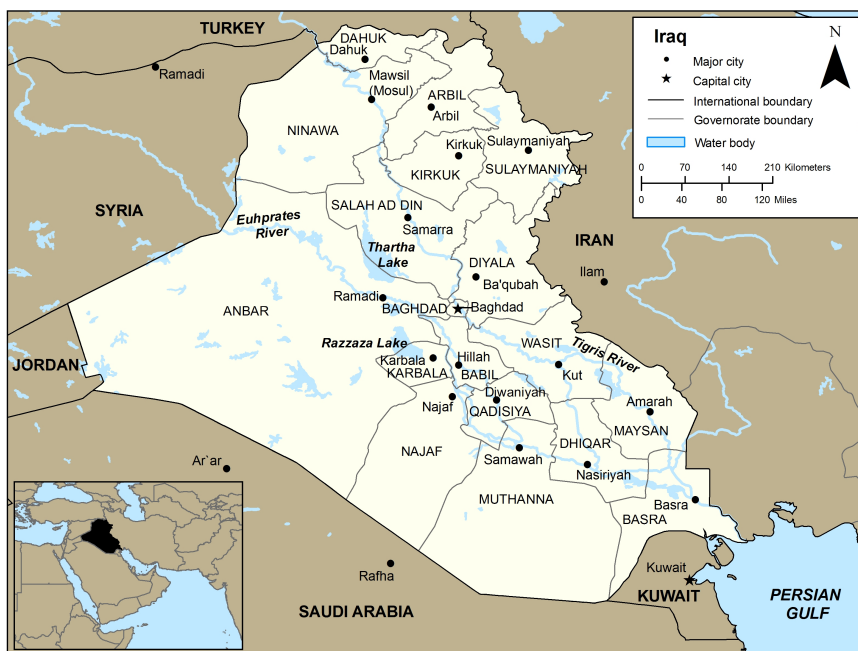 TURKEY
Ramadi
DAHUK
Dahuk
Mawsil
(Mosul)
ARBIL
Arbil
NINAWA
Kirkuk
KIRKUK
Sulaymaniyah
SULAYMANIYAH
SYRIA
Euhprates
River
SALAH AD DIN
Samarra
Thartha
Lake
IRAN
Ilam
DIYALA
Ba'qubah
ANBAR
Ramadi
BAGHDAD
Baghdad
JORDAN
Razzaza Lake
Karbala
KARBALA
Hillah
BABIL
WASIT
Tigris River
Kut
Najaf
Diwaniyah
QADISIYA
Amarah
MAYSAN
Ar`ar
NAJAF
Samawah
DHIQAR
Nasiriyah
MUTHANNA
Basra
BASRA
Rafha
SAUDI ARABIA
Kuwait
KUWAIT
PERSIAN
GULF
Iraq
N
Major city
Capital city
International boundary
Governorate boundary
Water body
0 70 140 210 Kilometers
0 40 80 120 Miles